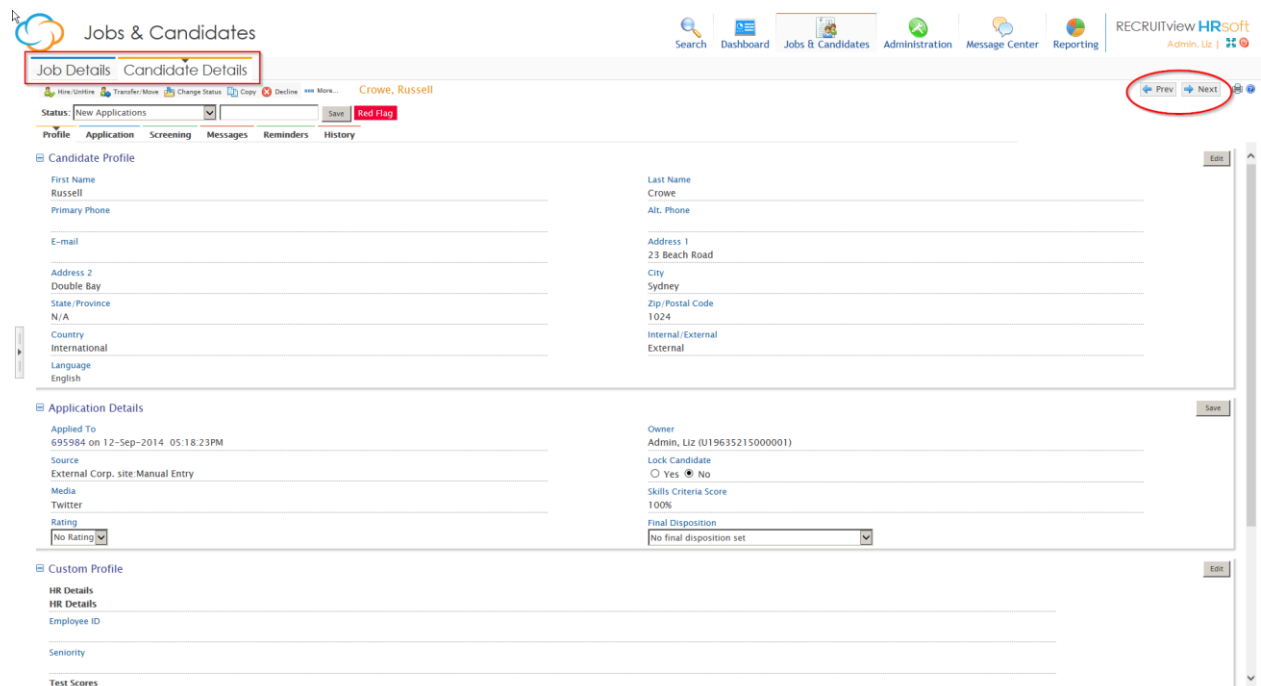 Jobs & Candidates
Search Dashboard Jobs & Candidates Administration Message Center Reporting
RECRUITview HRsoft
Admin, Liz |
Job Details Candidate Details
Hire/UnHire Transfer/Move Change Status Copy Decline More... Crowe, Russell
Prev Next
Status: New Applications Save Red Flag
Profile Application Screening Messages Reminders History
Candidate Profile Edit
First Name Last Name
Russell Crowe
Primary Phone Alt. Phone
E-mail Address 1
23 Beach Road
Address 2 City
Double Bay Sydney
State/Province Zip/Postal Code
N/A 1024
Country Internal/External
International External
Language
English
Application Details Save
Applied To Owner
695984 on 12-Sep-2014 05:18:23PM Admin, Liz (U19635215000001)
Source Lock Candidate
External Corp. site:Manual Entry Yes No
Media Skills Criteria Score
Twitter 100%
Rating Final Disposition
No Rating No final disposition set
Custom Profile Edit
HR Details
HR Details
Employee ID
Seniority
Test Scores